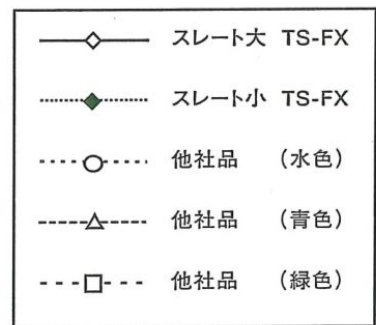 スレート大 TS-FX
スレート小 TS-FX
他社品 (水色)
他社品 (青色)
他社品 (緑色)